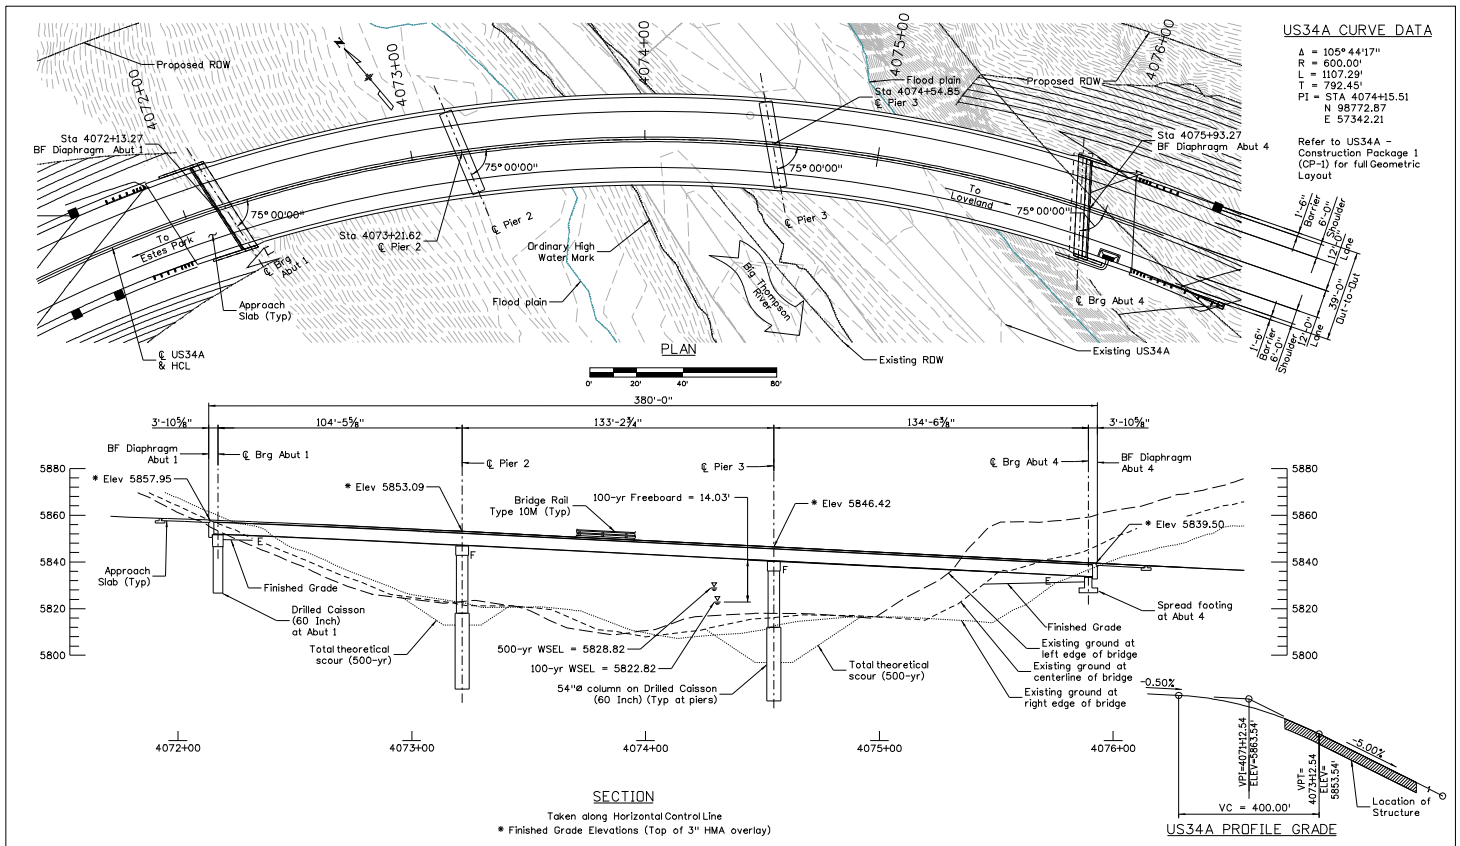 US34A CURVE DATA
Δ = 105° 44'17"
R = 600.00'
L = 1107.29'
T = 792.45'
PI = STA 4074+15.51
N 98772.87
E 57342.21
Refer to US34A -
Construction Package 1
(CP-1) for full Geometric
Layout
N
4072+00
4073+00
4074+00
4075+00
4076+00
Proposed ROW
Flood plain
Sta 4074+54.85
℄ Pier 3
Proposed ROW
Sta 4072+13.27
BF Diaphragm Abut 1
Sta 4075+93.27
BF Diaphragm Abut 4
75° 00'00"
75° 00'00"
75° 00'00"
75° 00'00"
To
Estes Park
To
Loveland
℄ Brg
Abut 1
Sta 4073+21.62
℄ Pier 2
℄ Pier 2
℄ Pier 3
Ordinary High
Water Mark
Big Thompson
River
Flood plain
Approach
Slab (Typ)
℄ US34A
& HCL
℄ Brg Abut 4
Existing US34A
Existing ROW
1'-6"
Barrier
6'-0"
Shoulder
12'-0"
Lane
39'-0"
Out-to-Out
12'-0"
Lane
6'-0"
Shoulder
1'-6"
Barrier
PLAN
0'
20'
40'
80'
380'-0"
3'-10⅝"
104'-5⅝"
133'-2¾"
134'-6⅜"
3'-10⅝"
BF Diaphragm
Abut 1
℄ Brg Abut 1
℄ Pier 2
℄ Pier 3
℄ Brg Abut 4
BF Diaphragm
Abut 4
5880
5860
5840
5820
5800
5880
5860
5840
5820
5800
* Elev 5857.95
* Elev 5853.09
Bridge Rail
Type 10M (Typ)
100-yr Freeboard = 14.03'
* Elev 5846.42
* Elev 5839.50
E
F
F
E
Approach
Slab (Typ)
Finished Grade
Drilled Caisson
(60 Inch)
at Abut 1
Total theoretical
scour (500-yr)
500-yr WSEL = 5828.82
100-yr WSEL = 5822.82
54"Ø column on Drilled Caisson
(60 Inch) (Typ at piers)
Total theoretical
scour (500-yr)
Spread footing
at Abut 4
Finished Grade
Existing ground at
left edge of bridge
Existing ground at
centerline of bridge
Existing ground at
right edge of bridge
4072+00
4073+00
4074+00
4075+00
4076+00
SECTION
Taken along Horizontal Control Line
* Finished Grade Elevations (Top of 3" HMA overlay)
-0.50%
VPI=4071+12.54
ELEV=5863.54'
VPT=
4073+12.54
ELEV=
5853.54'
-5.00%
VC = 400.00'
Location of
Structure
US34A PROFILE GRADE